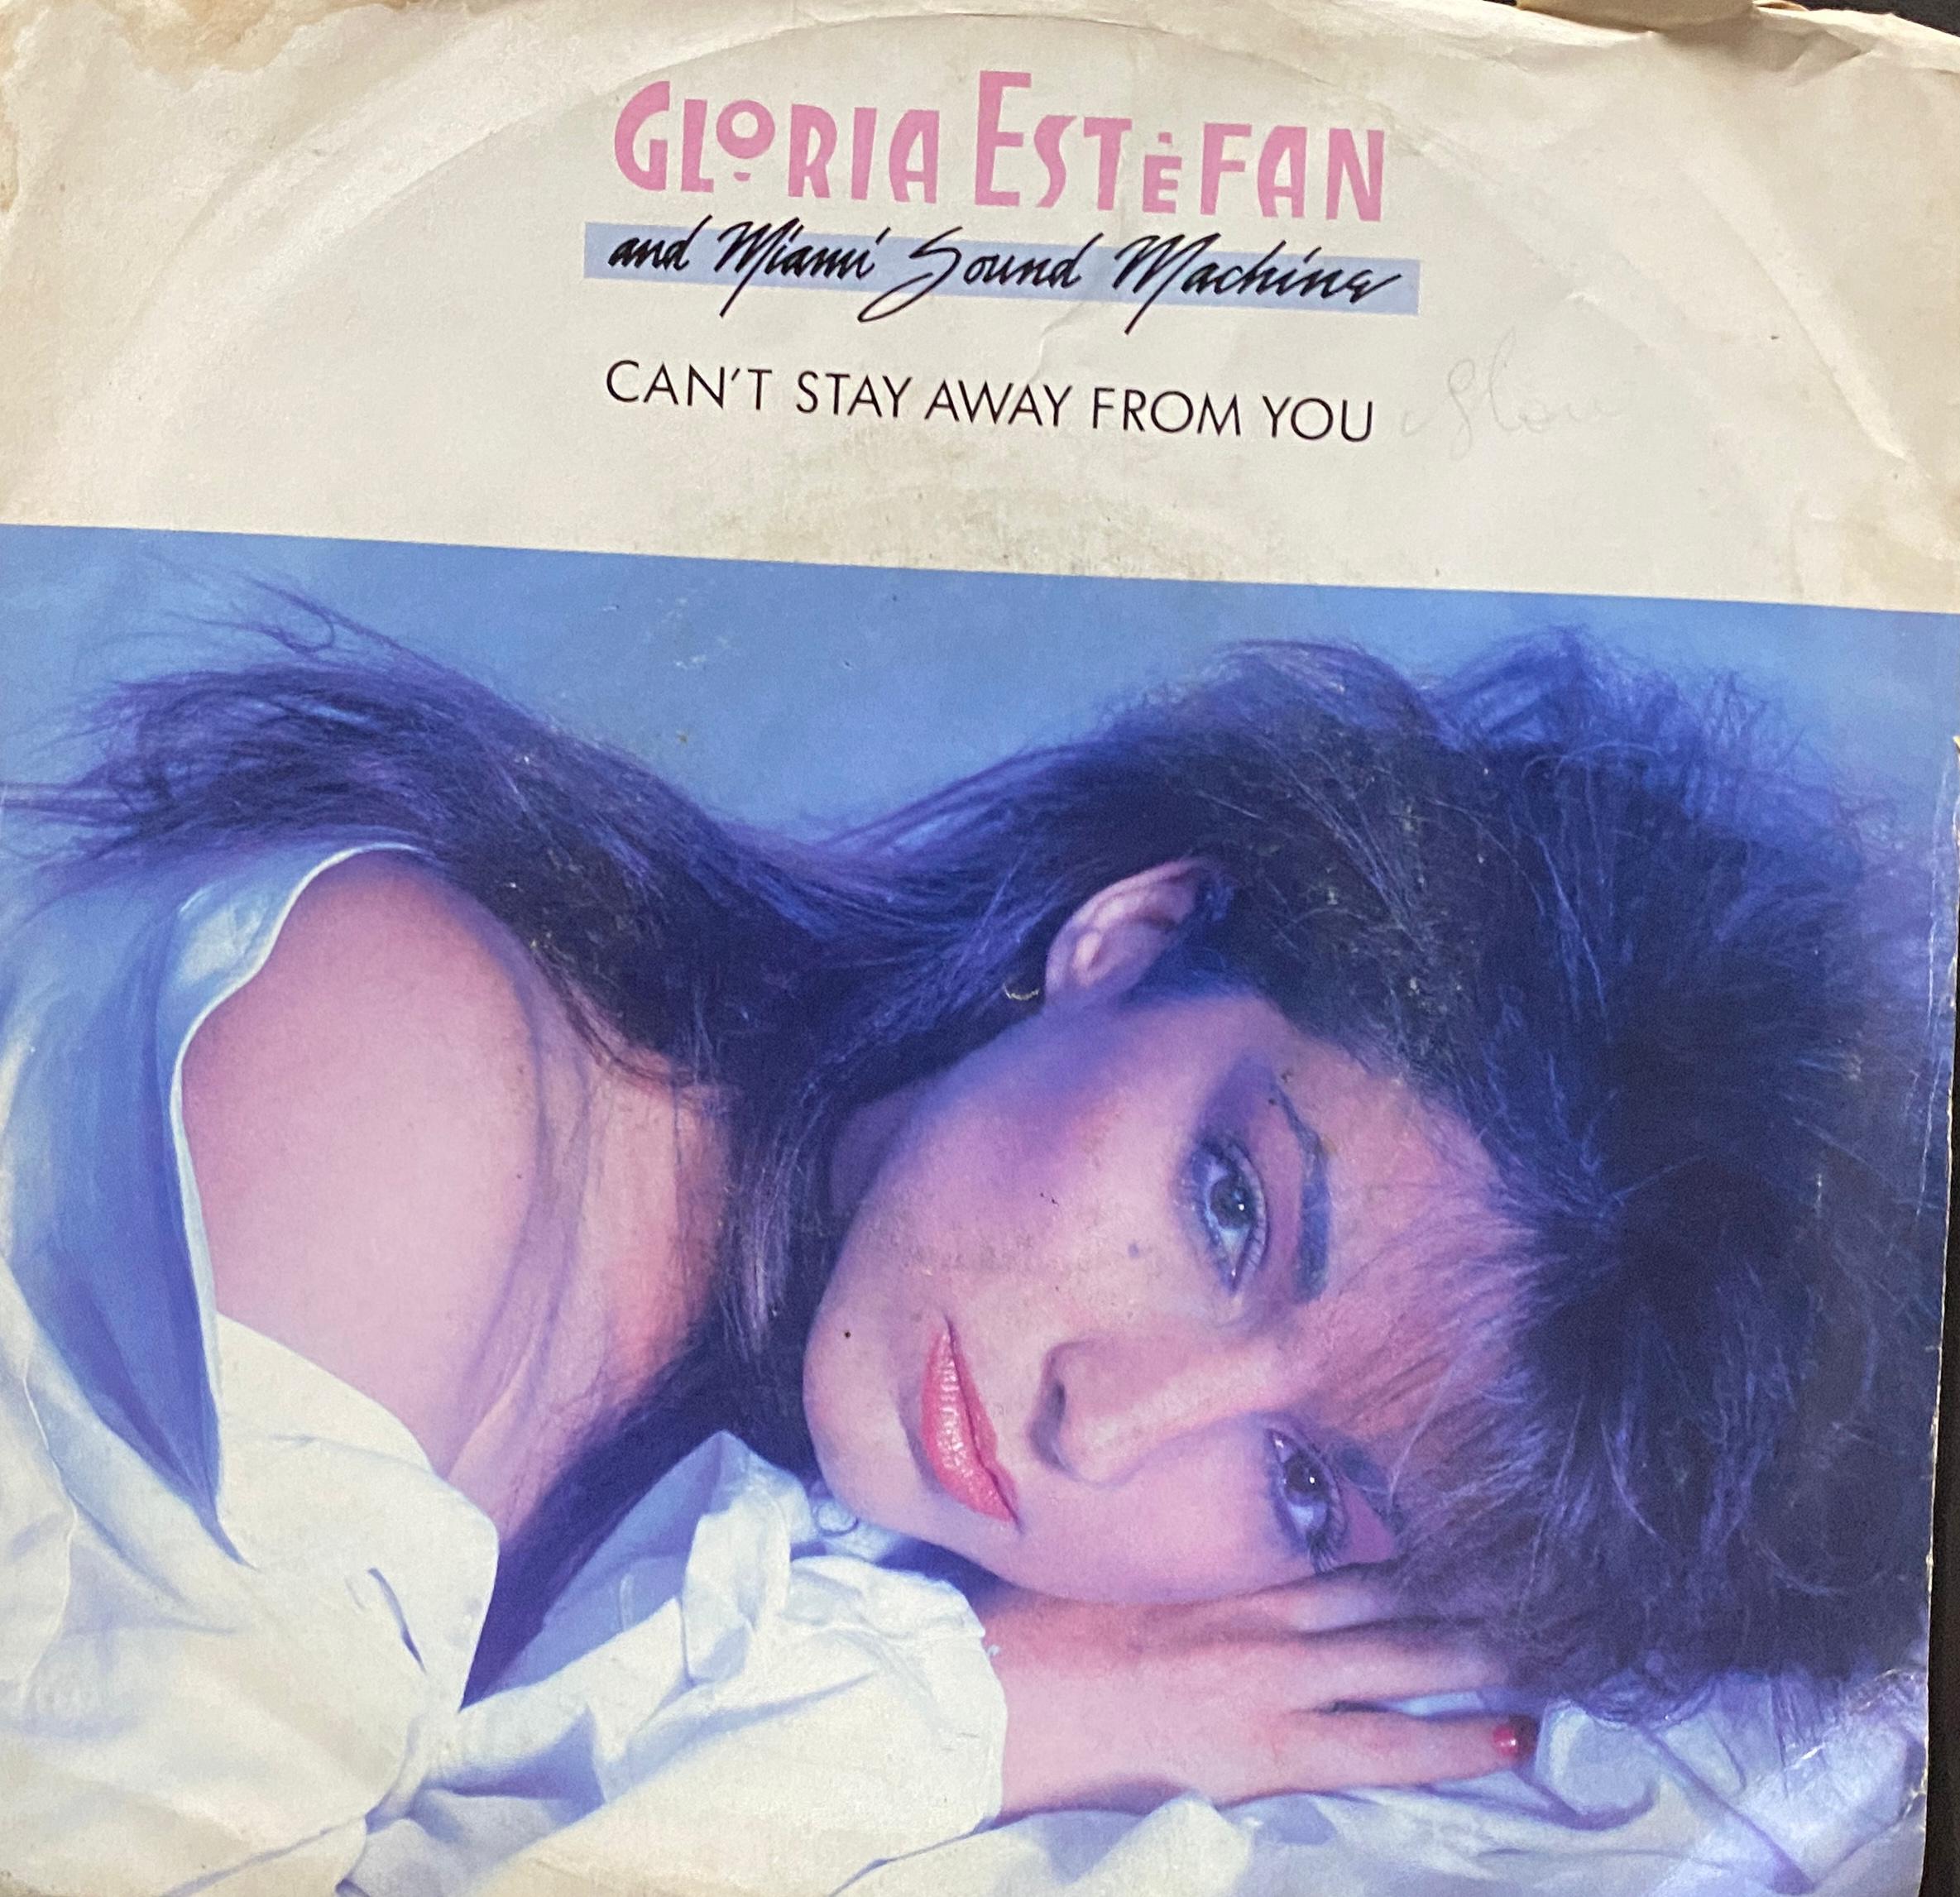 GLORIA ESTEFAN
and Miami Sound Machine
CAN'T STAY AWAY FROM YOU